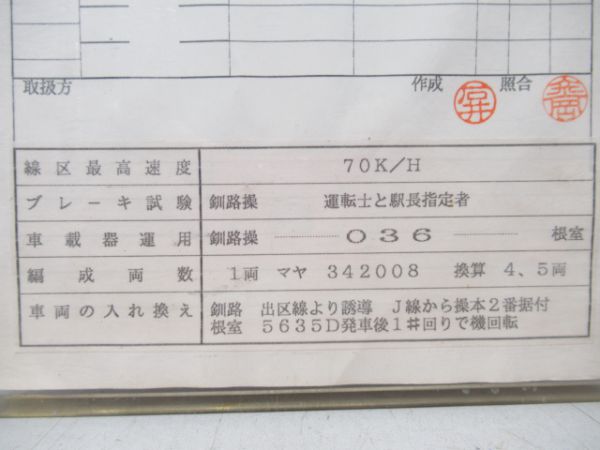 取扱方 作成 石井 照合
線区最高速度 70K/H
ブレーキ試験 釧路操 運転士と駅長指定者
車載器運用 釧路操 ―― 036 ―― 根室
編成両数 1両 マヤ 342008 換算 4、5両
車両の入れ換え 釧路 出区線より誘導 J線から操本2番据付
根室 5635D発車後1#回りで機回転